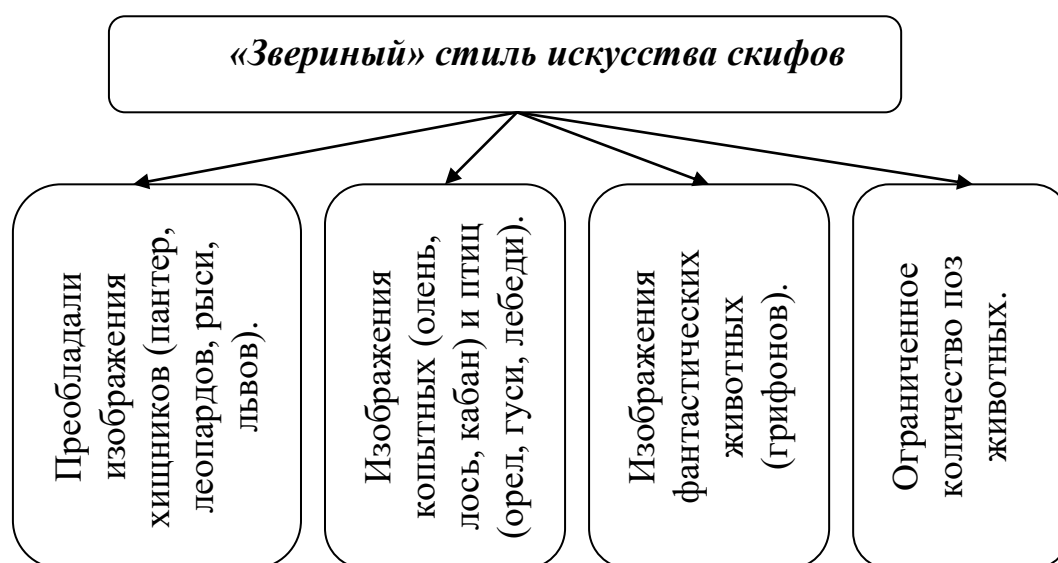 «Звериный» стиль искусства скифов
Преобладали
изображения
хищников (пантер,
леопардов, рыси,
львов).
Изображения
копытных (олень,
лось, кабан) и птиц
(орел, гуси, лебеди).
Изображения
фантастических
животных
(грифонов).
Ограниченное
количество поз
животных.